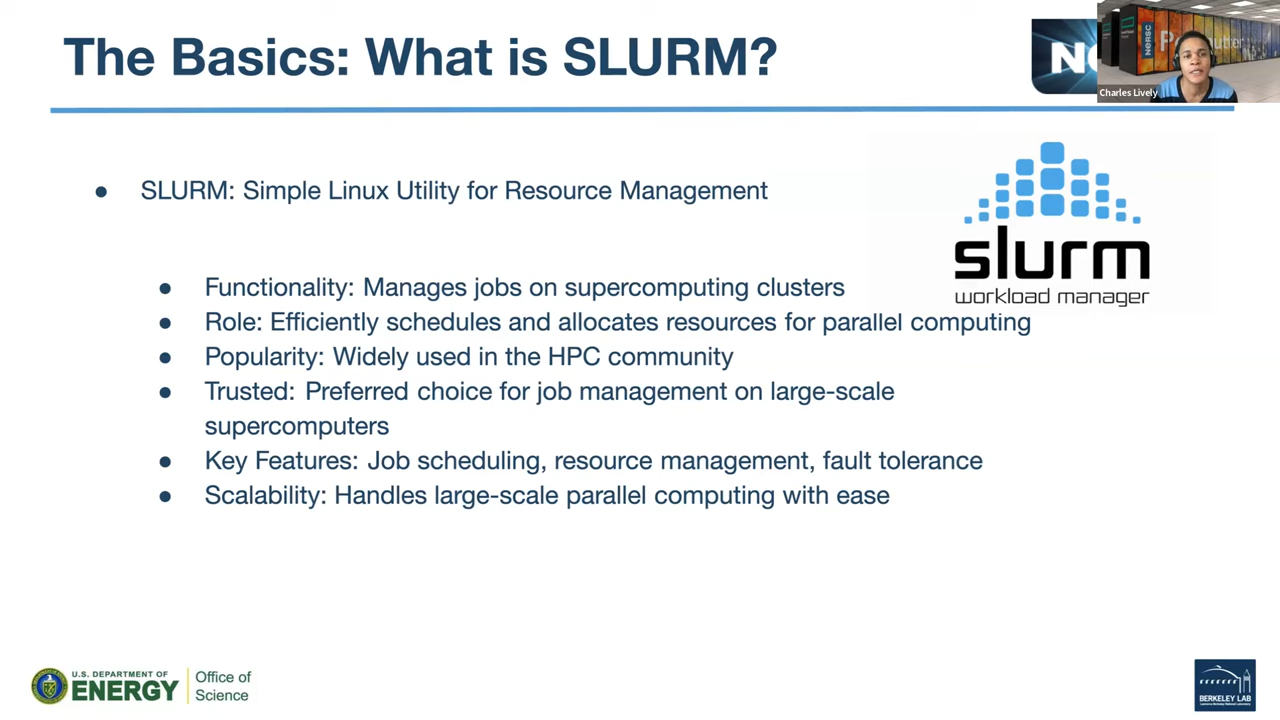 The Basics: What is SLURM?
NERSC
Charles Lively
● SLURM: Simple Linux Utility for Resource Management
slurm
workload manager
● Functionality: Manages jobs on supercomputing clusters
● Role: Efficiently schedules and allocates resources for parallel computing
● Popularity: Widely used in the HPC community
● Trusted: Preferred choice for job management on large-scale
supercomputers
● Key Features: Job scheduling, resource management, fault tolerance
● Scalability: Handles large-scale parallel computing with ease
U.S. DEPARTMENT OF
ENERGY
Office of
Science
BERKELEY LAB